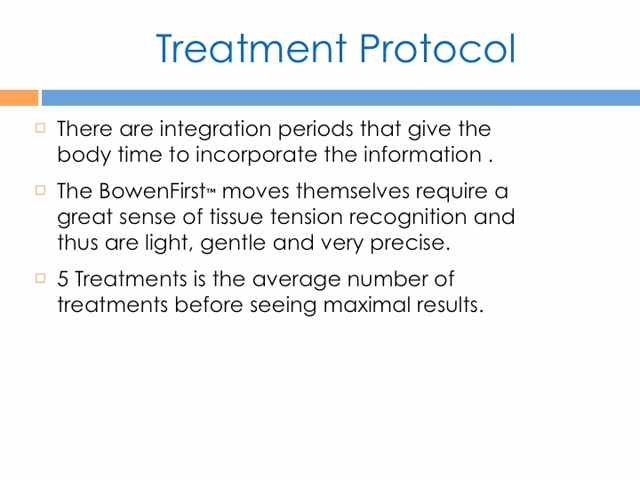 Treatment Protocol
There are integration periods that give the
body time to incorporate the information .
The BowenFirst™ moves themselves require a
great sense of tissue tension recognition and
thus are light, gentle and very precise.
5 Treatments is the average number of
treatments before seeing maximal results.